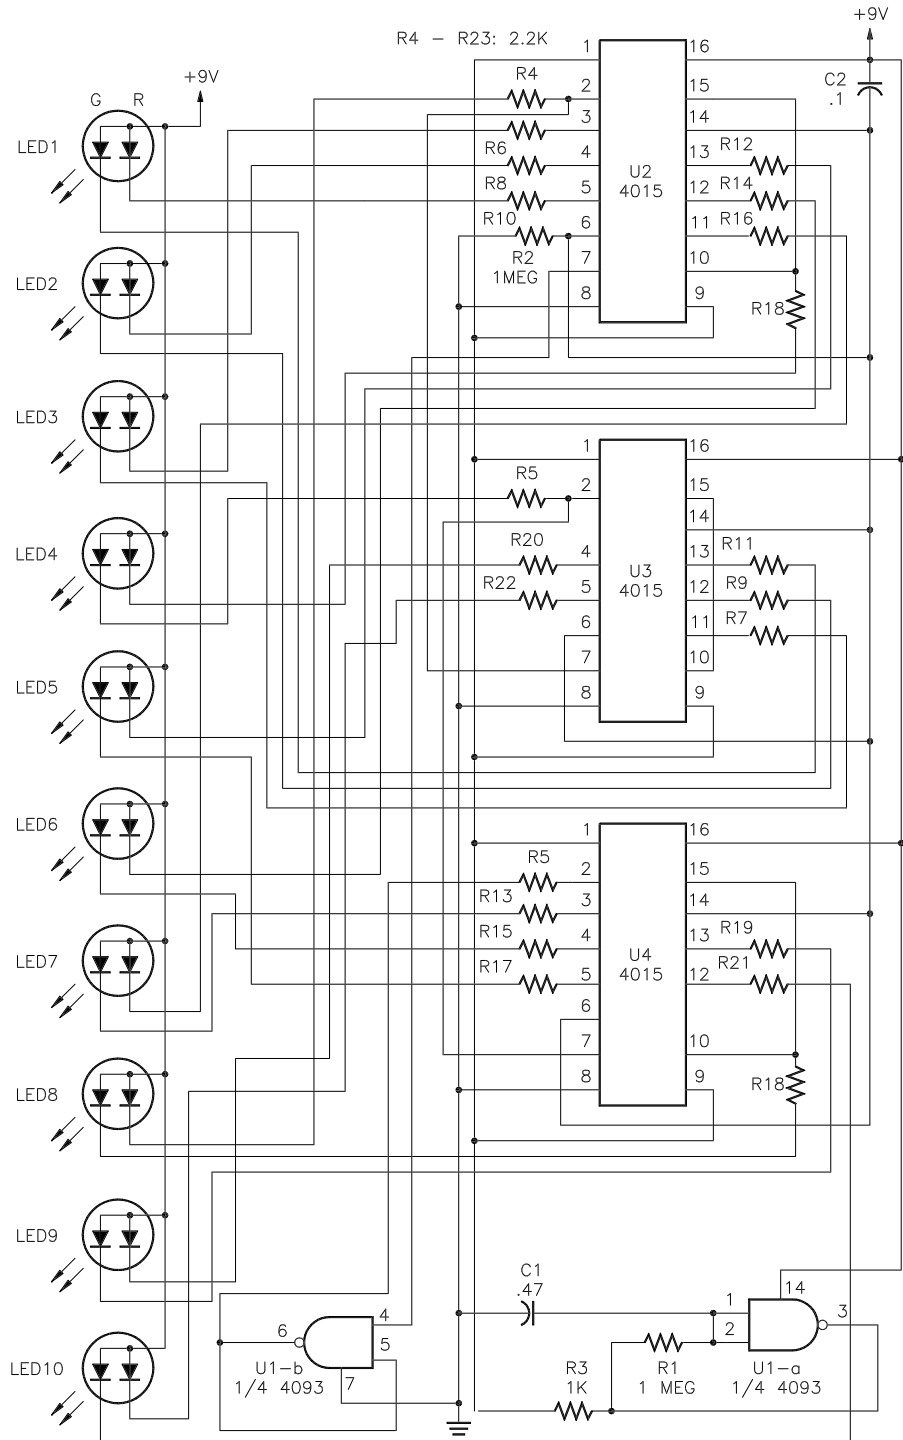 R4 – R23: 2.2K
+9V
+9V
C2
.1
G R
LED1
LED2
LED3
LED4
LED5
LED6
LED7
LED8
LED9
LED10
1 16
R4
2 15
3 14
R6
4 13 R12
R8
5 12 R14
R10
6 11 R16
R2
1MEG
7 10
8 9
R18
U2
4015
1 16
R5
2 15
14
R20
4 13 R11
R22
5 12 R9
6 11 R7
7 10
8 9
U3
4015
1 16
R5
2 15
R13
3 14
R15
4 13 R19
R17
5 12 R21
6
7 10
8 9
R18
U4
4015
C1
.47
14
1
2
3
R1
1 MEG
U1-a
1/4 4093
R3
1K
4
5
6
7
U1-b
1/4 4093